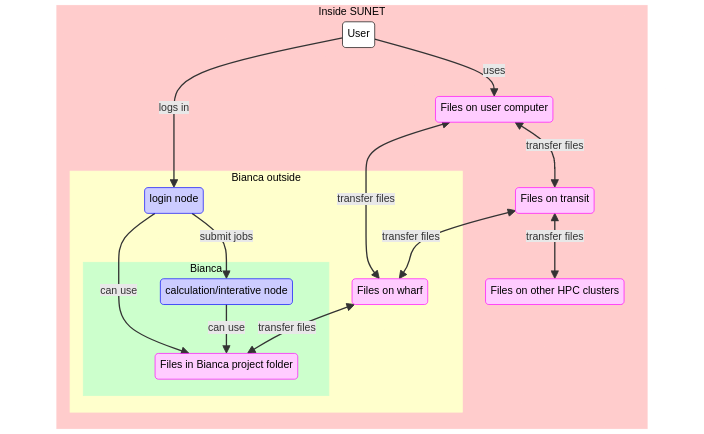 Inside SUNET
User
uses
logs in
Files on user computer
transfer files
Bianca outside
login node
transfer files
Files on transit
submit jobs
transfer files
transfer files
Bianca
can use
calculation/interative node
Files on wharf
Files on other HPC clusters
can use
transfer files
Files in Bianca project folder